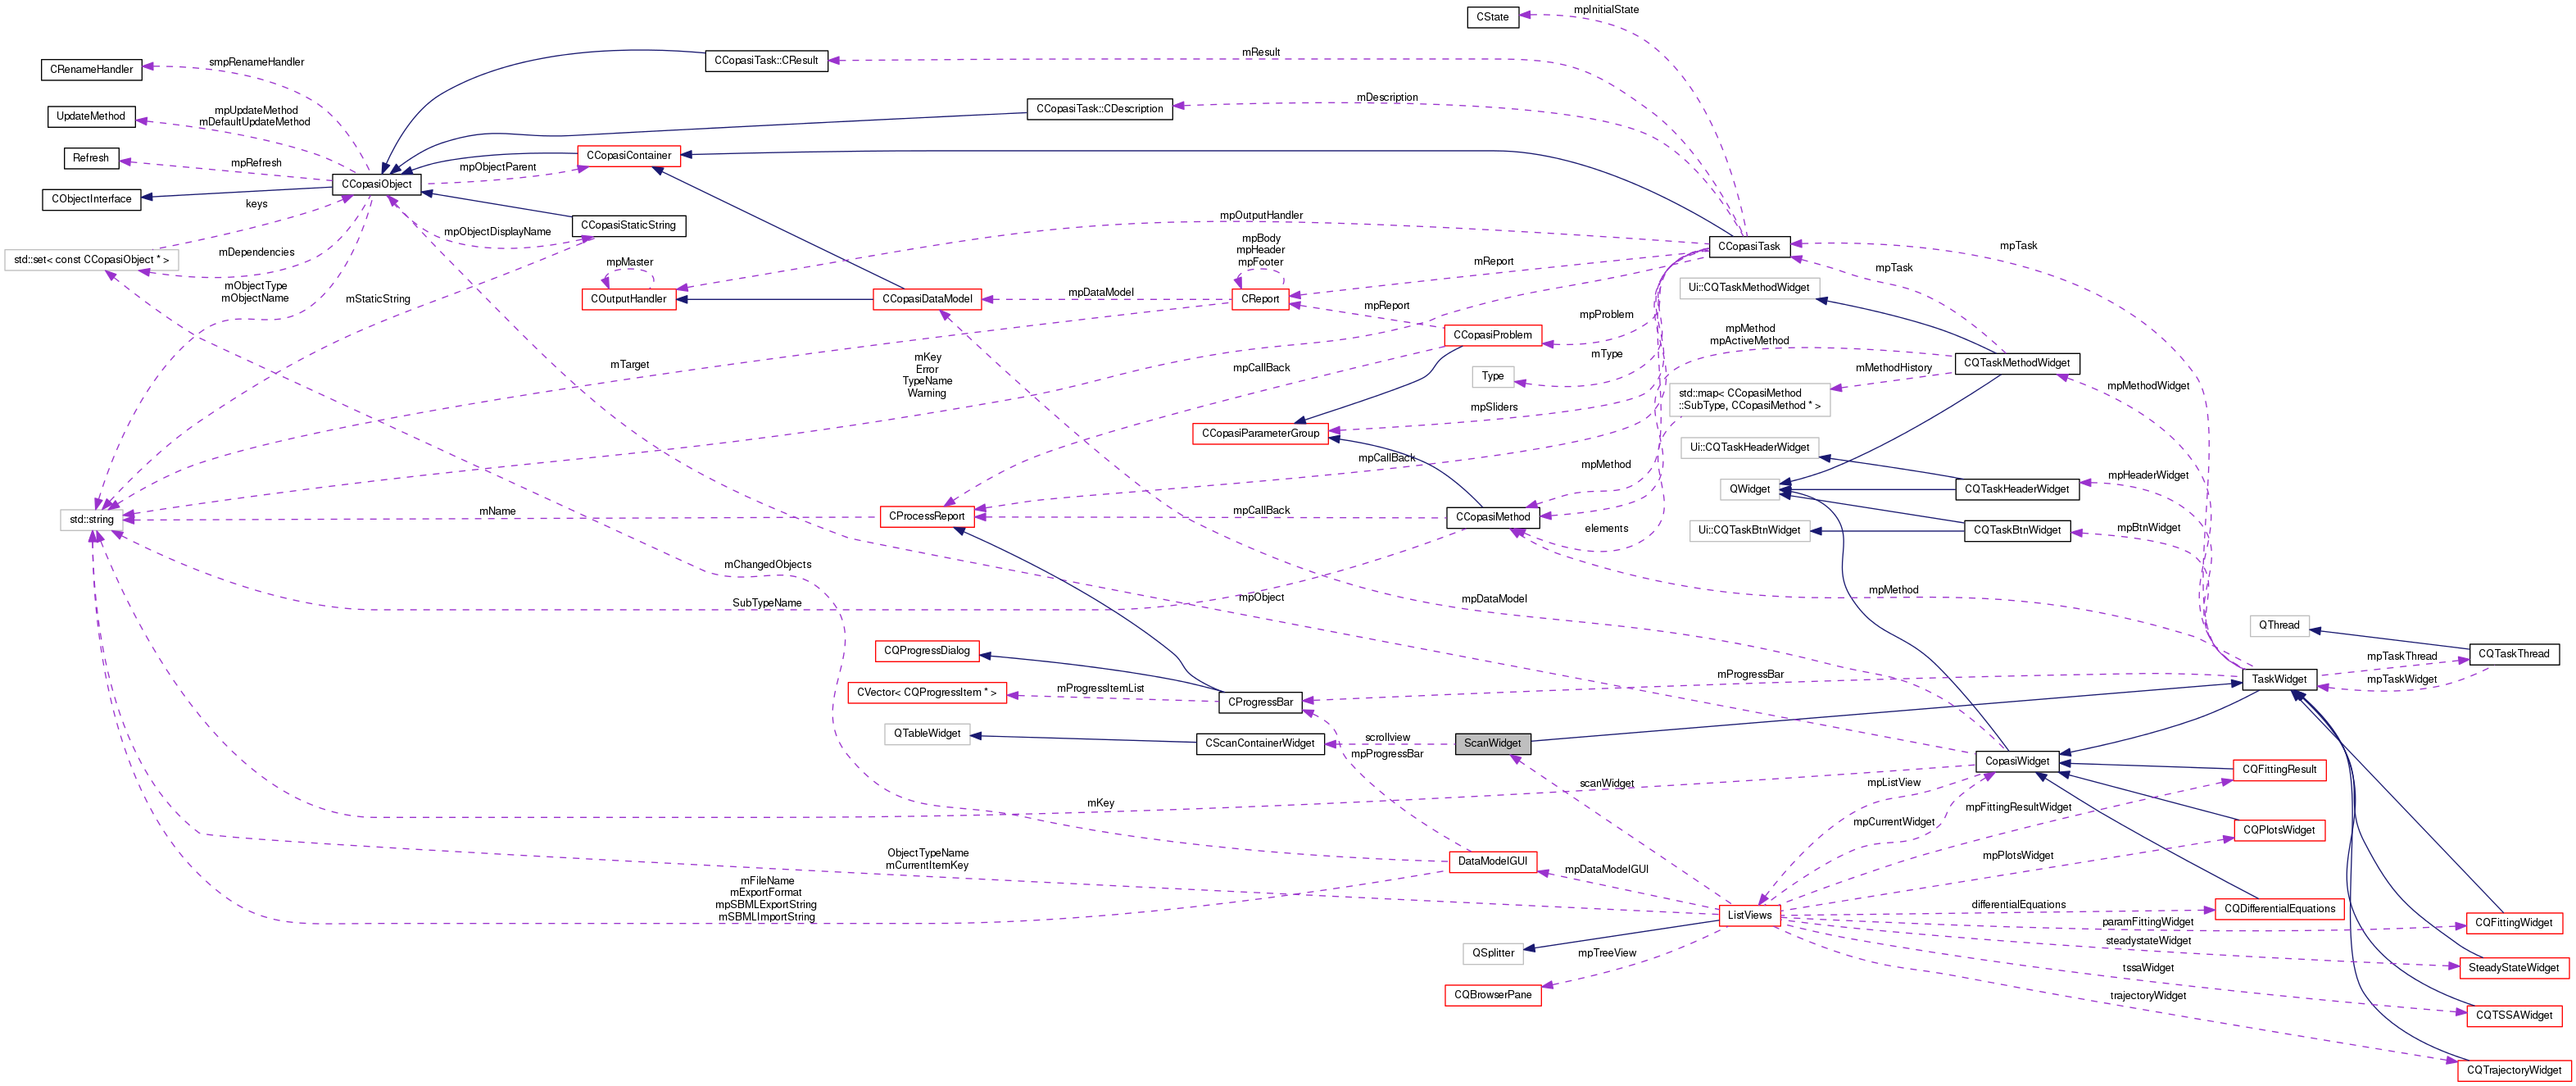 CState
mpInitialState
CRenameHandler
smpRenameHandler
CCopasiTask::CResult
mResult
UpdateMethod
mpUpdateMethod
mDefaultUpdateMethod
CCopasiTask::CDescription
mDescription
Refresh
mpRefresh
CCopasiContainer
mpObjectParent
CCopasiObject
CObjectInterface
keys
CCopasiStaticString
mpObjectDisplayName
std::set< const CCopasiObject * >
mDependencies
mObjectType
mObjectName
mStaticString
mpOutputHandler
mpMaster
COutputHandler
mpBody
mpHeader
mpFooter
CReport
mReport
mpDataModel
CCopasiDataModel
mpReport
CCopasiTask
mpTask
mpTask
Ui::CQTaskMethodWidget
mpProblem
CCopasiProblem
mpMethod
mpActiveMethod
CQTaskMethodWidget
mTarget
mKey
Error
TypeName
Warning
mpCallBack
mType
Type
mMethodHistory
std::map< CCopasiMethod
::SubType, CCopasiMethod * >
mpMethodWidget
mpSliders
CCopasiParameterGroup
Ui::CQTaskHeaderWidget
mpCallBack
mpMethod
mpHeaderWidget
QWidget
CQTaskHeaderWidget
std::string
mName
CProcessReport
mpCallBack
CCopasiMethod
elements
Ui::CQTaskBtnWidget
CQTaskBtnWidget
mpBtnWidget
mChangedObjects
SubTypeName
mpObject
mpDataModel
mpMethod
QThread
CQTaskThread
mpTaskThread
mpTaskWidget
TaskWidget
CQProgressDialog
CVector< CQProgressItem * >
mProgressItemList
CProgressBar
mProgressBar
QTableWidget
CScanContainerWidget
scrollview
mpProgressBar
ScanWidget
CopasiWidget
CQFittingResult
scanWidget
mpListView
mpFittingResultWidget
mKey
mpCurrentWidget
CQPlotsWidget
ObjectTypeName
mCurrentItemKey
DataModelGUI
mpDataModelGUI
mpPlotsWidget
mFileName
mExportFormat
mpSBMLExportString
mSBMLImportString
ListViews
differentialEquations
CQDifferentialEquations
paramFittingWidget
CQFittingWidget
QSplitter
mpTreeView
steadystateWidget
SteadyStateWidget
CQBrowserPane
tssaWidget
CQTSSAWidget
trajectoryWidget
CQTrajectoryWidget